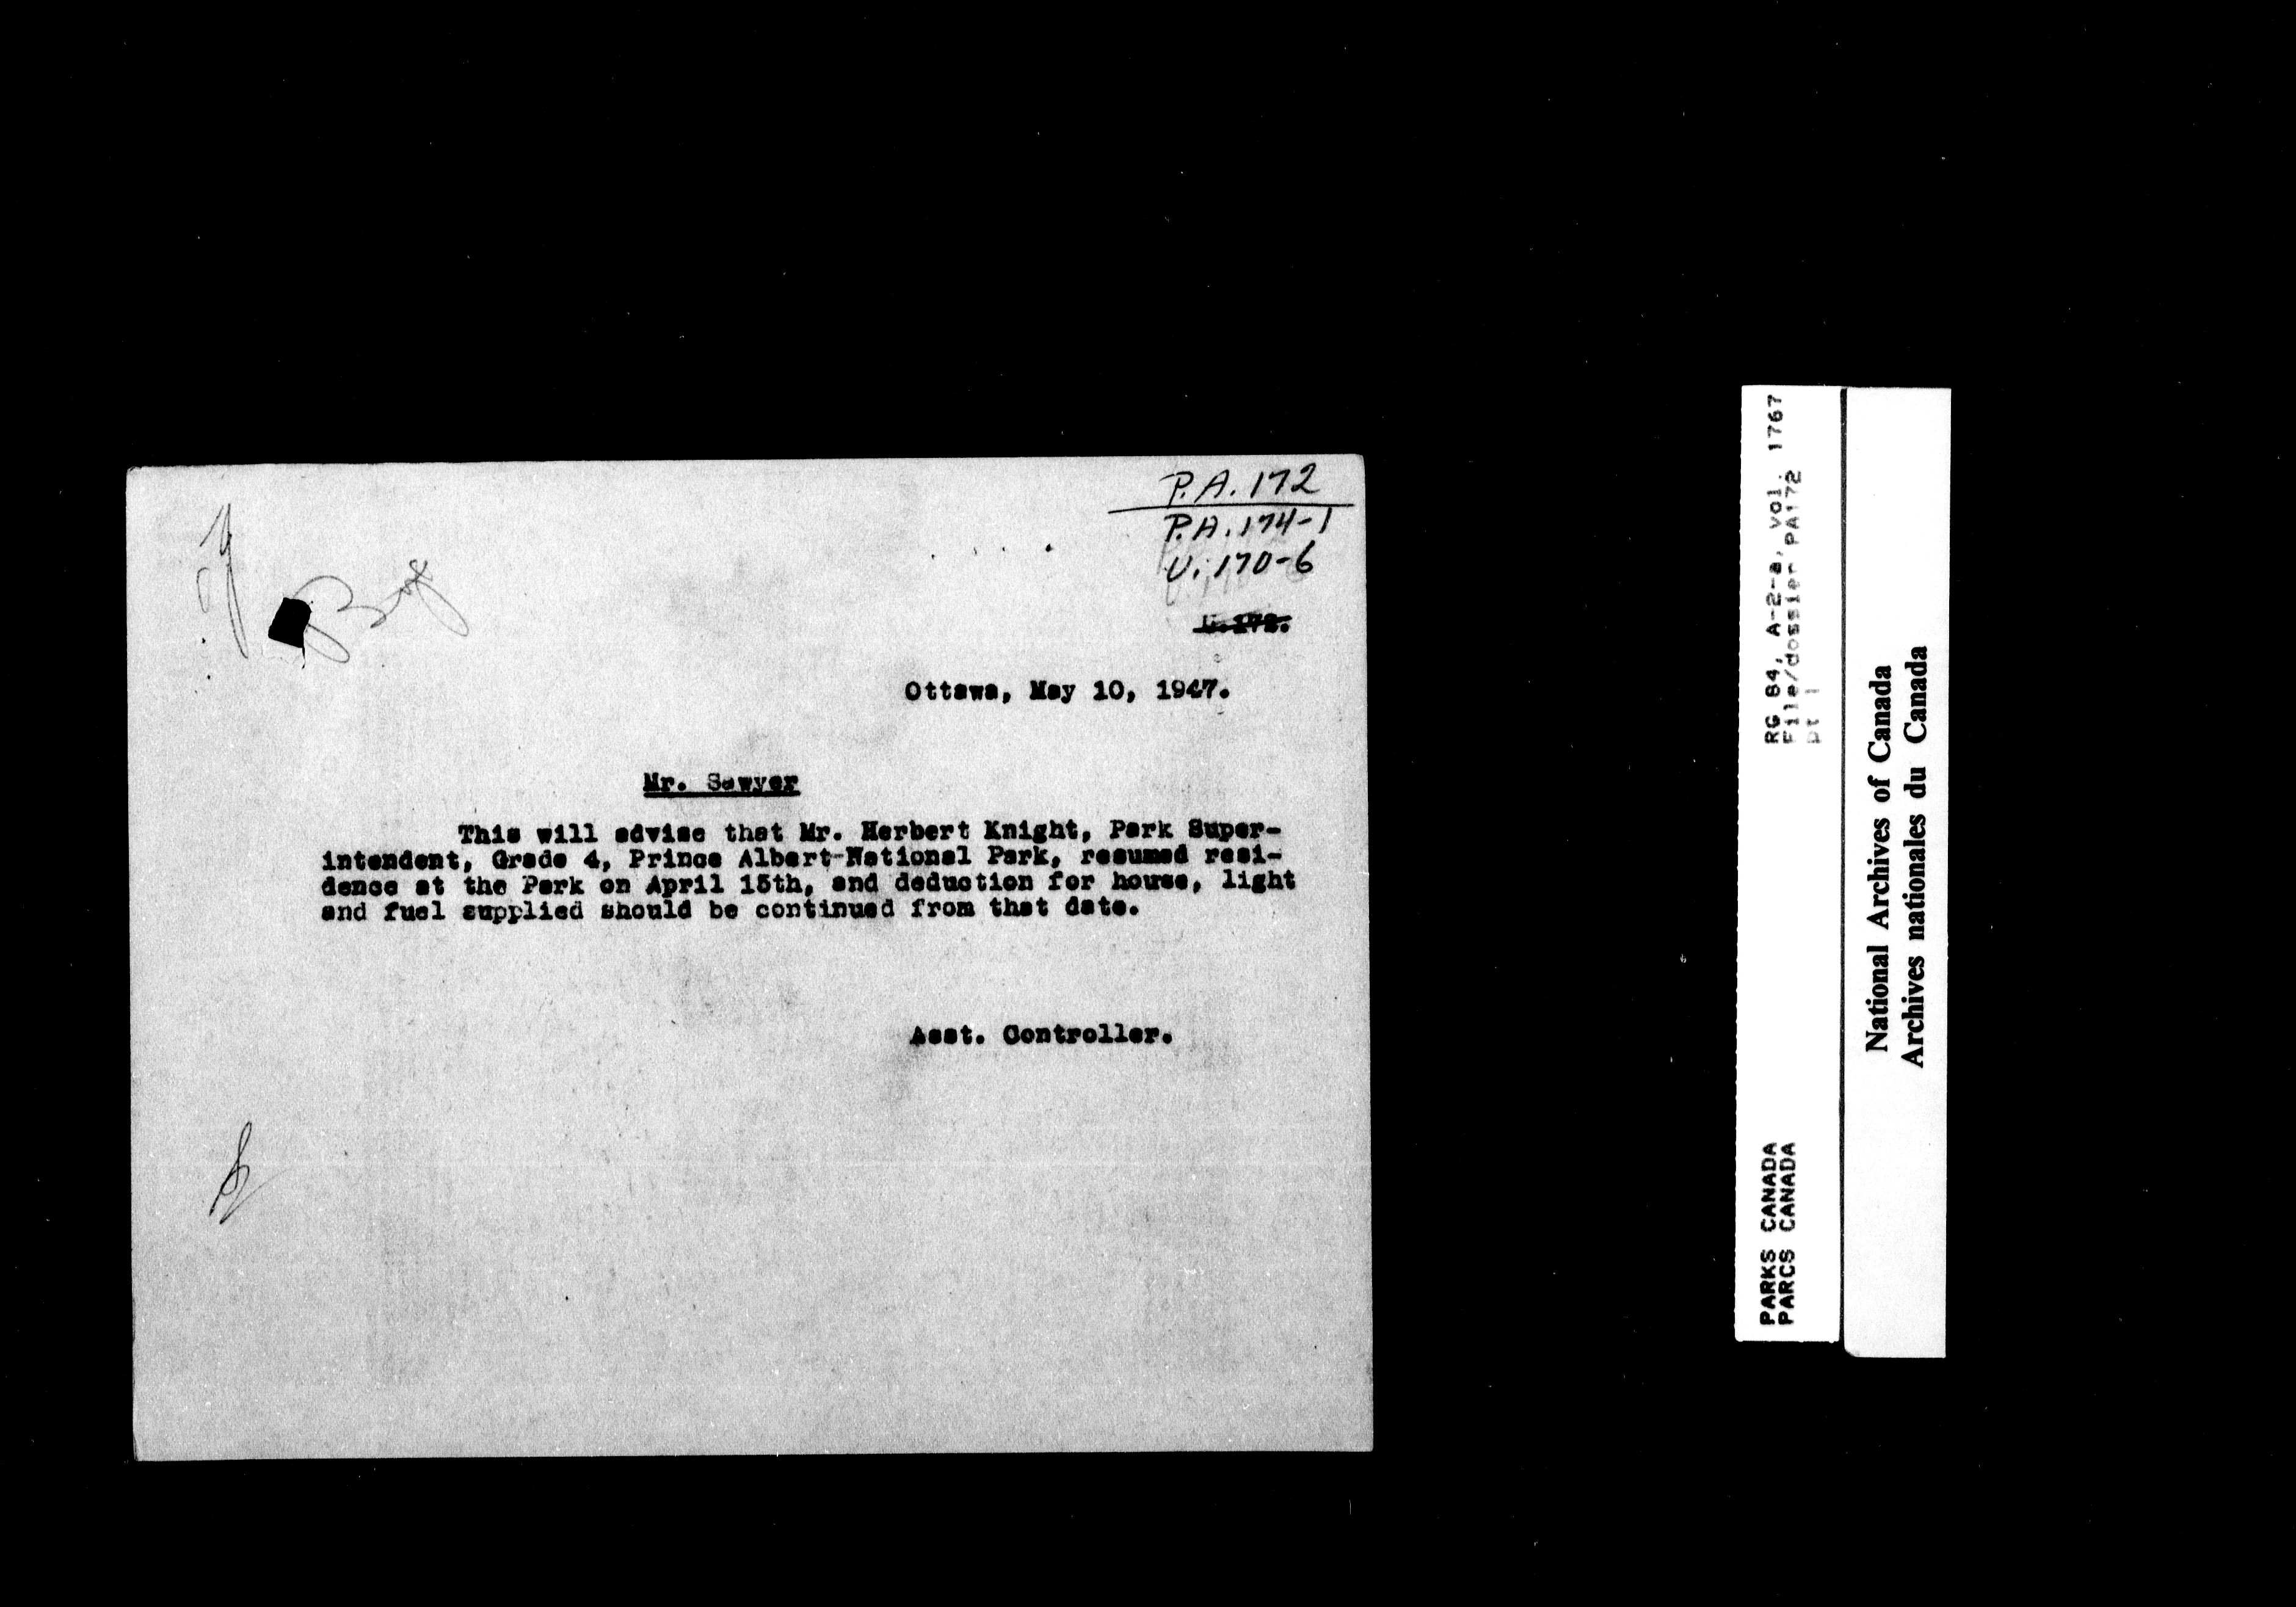 P.A. 172
P.A. 174-1
U. 170-6
U.172.
Ottawa, May 10, 1947.
Mr. Sawyer
This will advise that Mr. Herbert Knight, Park Super-
intendent, Grade 4, Prince Albert National Park, resumed resi-
dence at the Park on April 15th, and deduction for house, light
and fuel supplied should be continued from that date.
Asst. Controller.
RG 84, A-2-a, vol. 1767
File/dossier PA172
pt 1
PARKS CANADA
PARCS CANADA
National Archives of Canada
Archives nationales du Canada